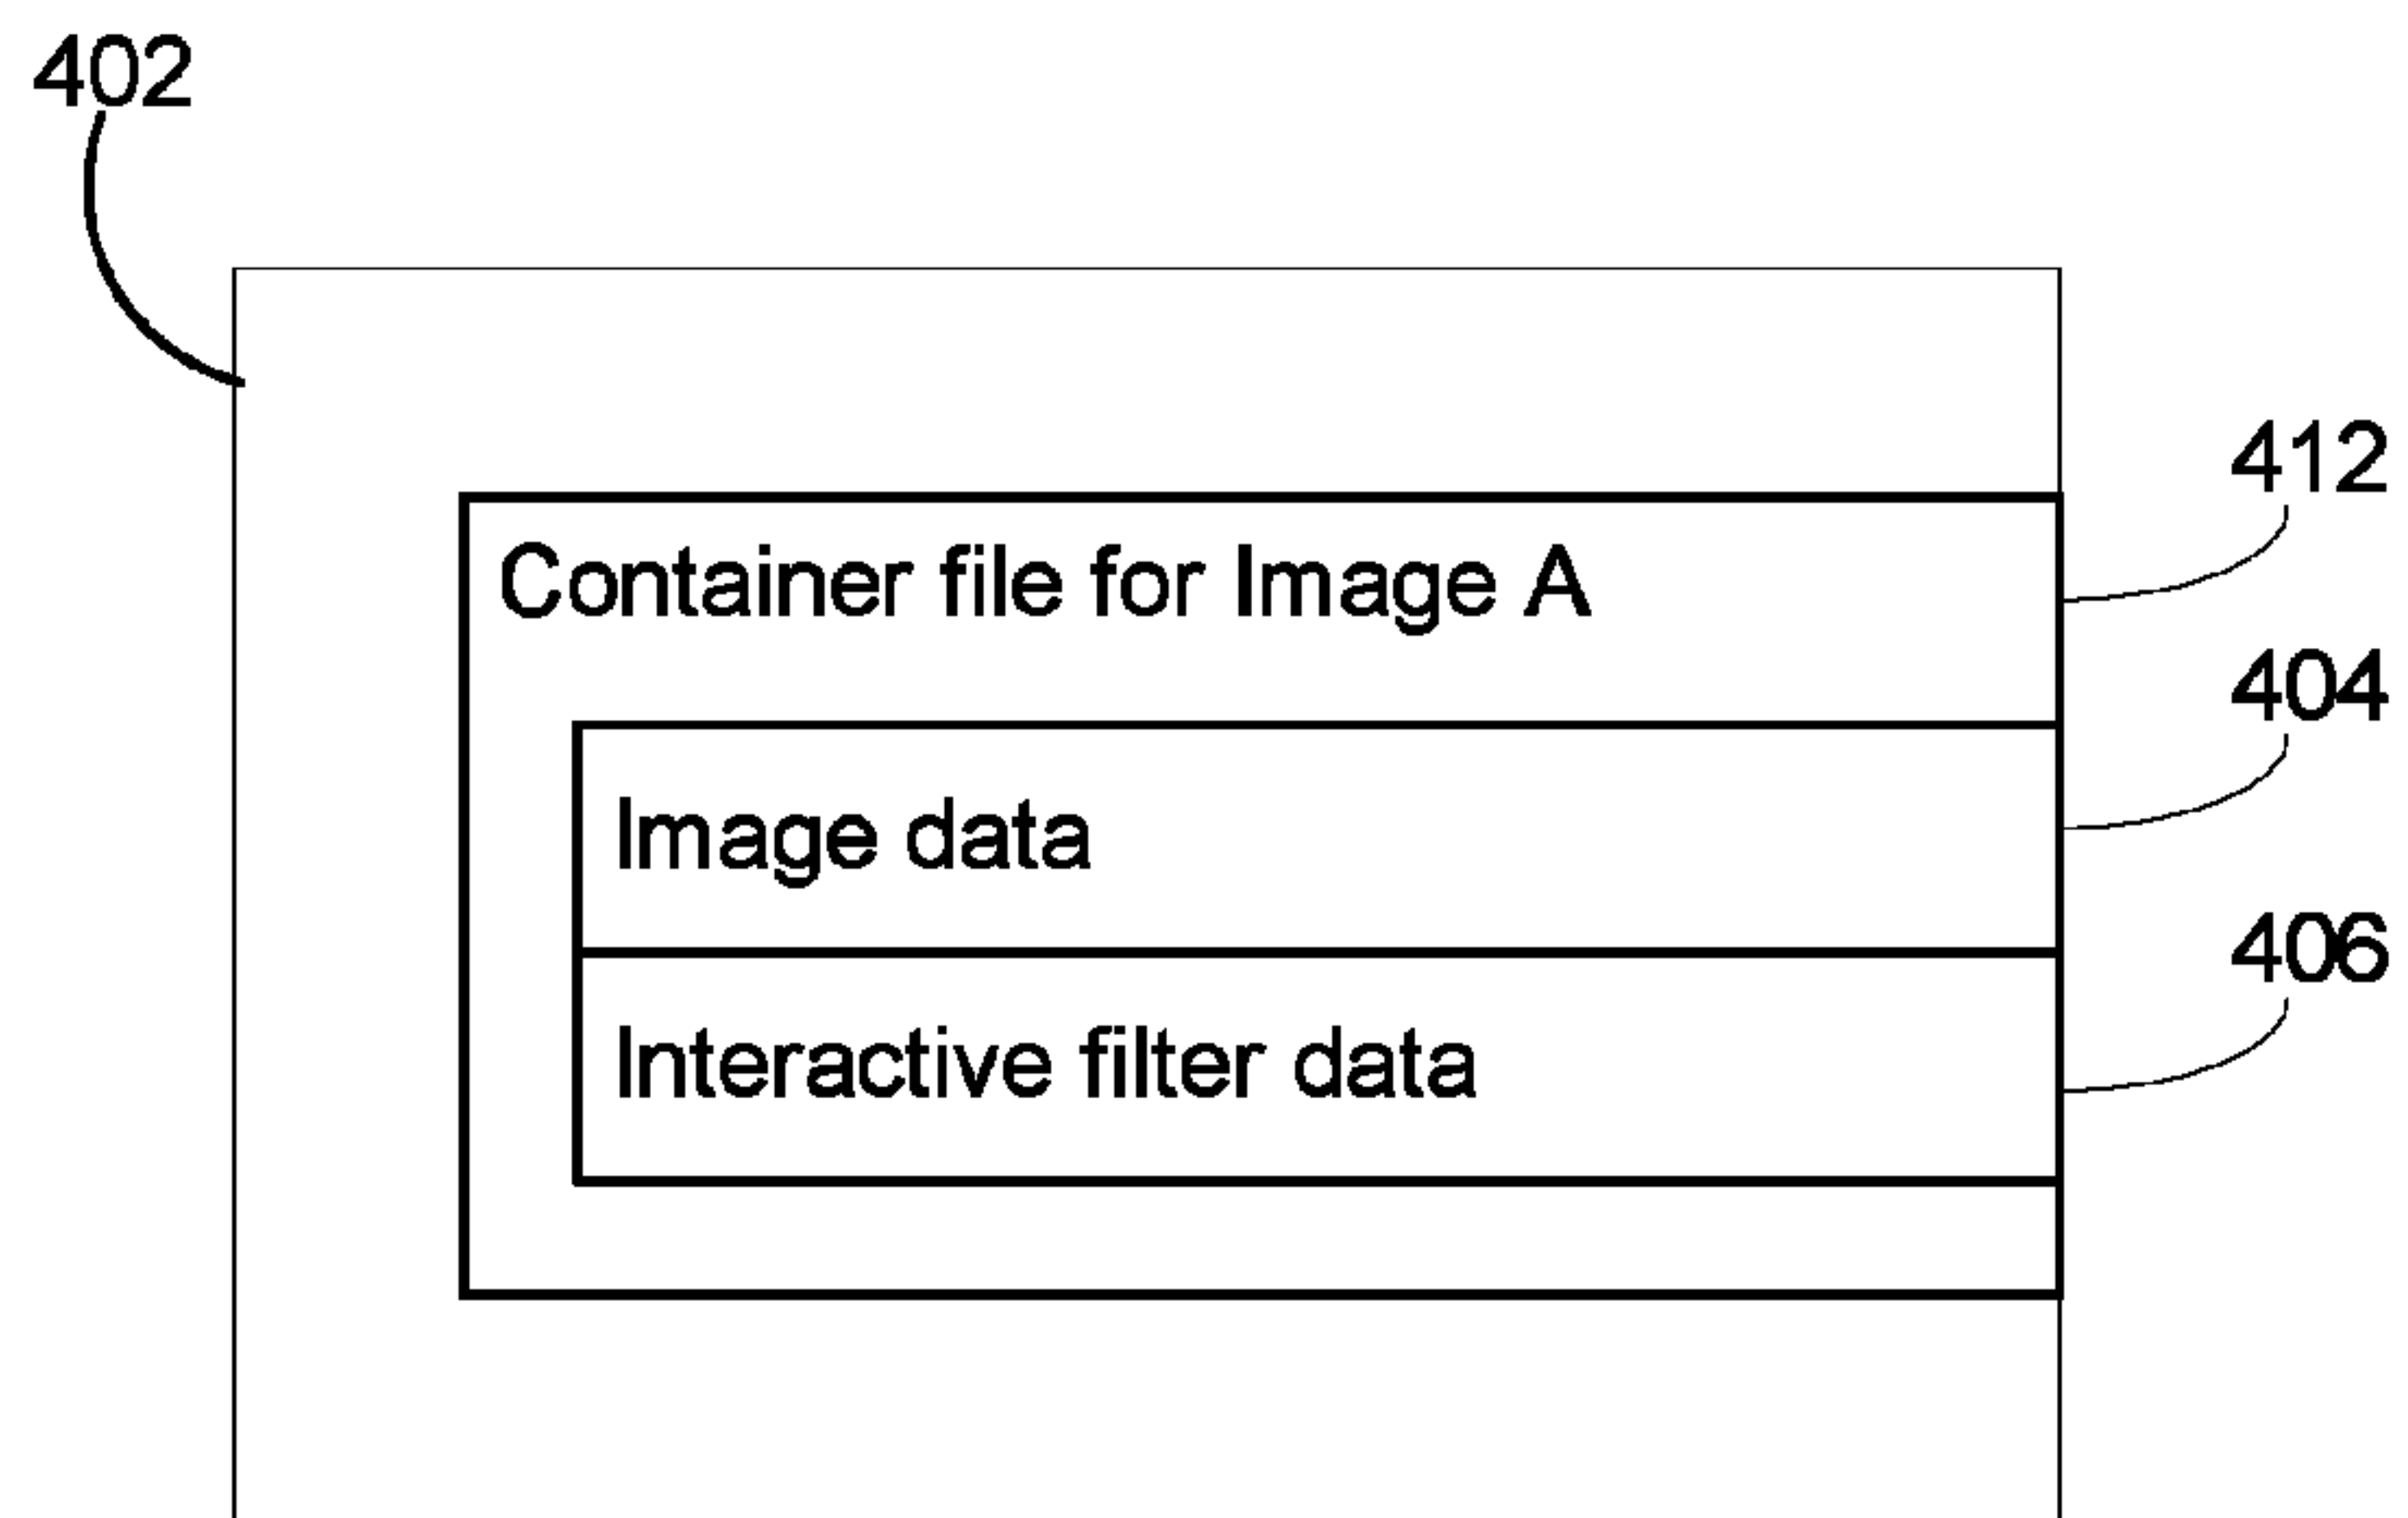 402
412
Container file for Image A
404
Image data
406
Interactive filter data